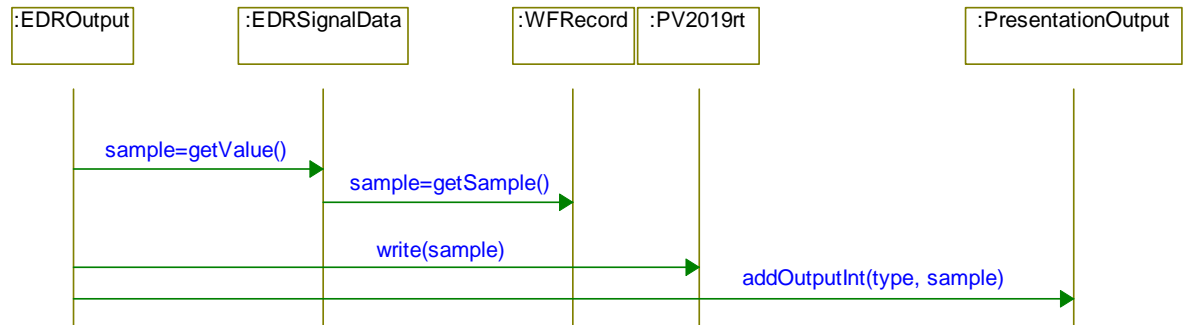 :EDROutput
:EDRSignalData
:WFRecord
:PV2019rt
:PresentationOutput
sample=getValue()
sample=getSample()
write(sample)
addOutputInt(type, sample)